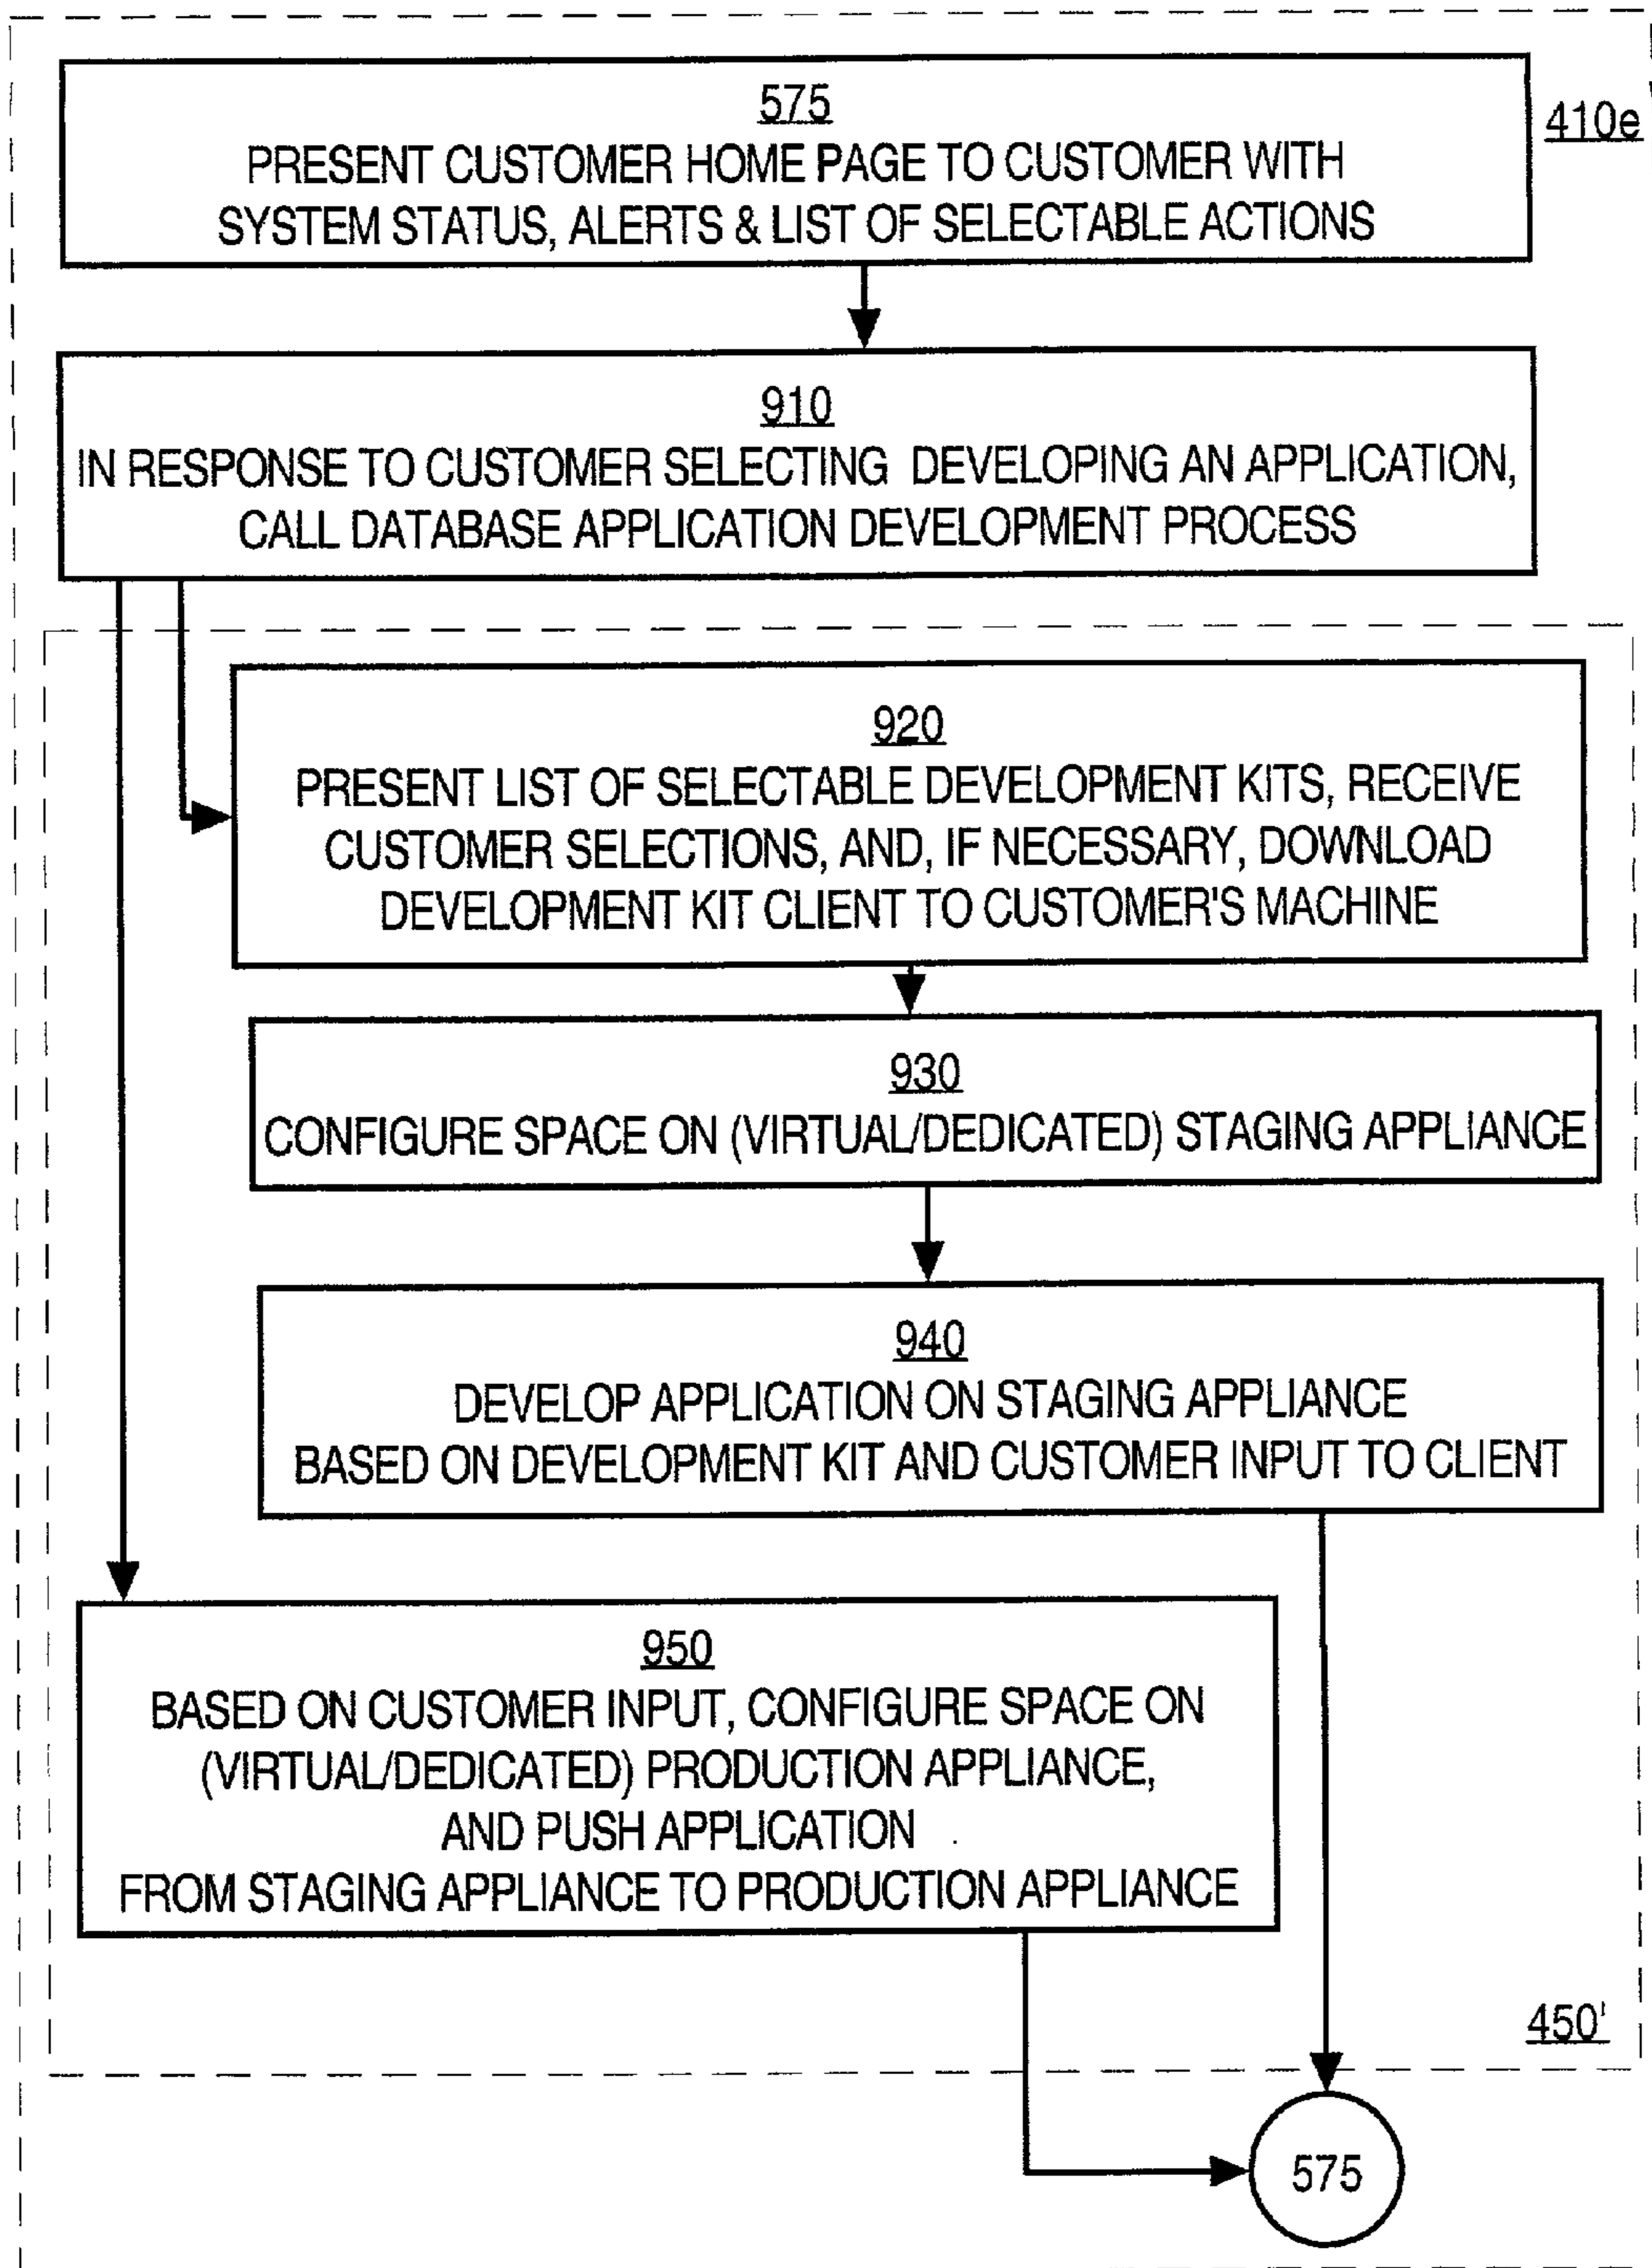 575
410e
PRESENT CUSTOMER HOME PAGE TO CUSTOMER WITH
SYSTEM STATUS, ALERTS & LIST OF SELECTABLE ACTIONS
910
IN RESPONSE TO CUSTOMER SELECTING DEVELOPING AN APPLICATION,
CALL DATABASE APPLICATION DEVELOPMENT PROCESS
920
PRESENT LIST OF SELECTABLE DEVELOPMENT KITS, RECEIVE
CUSTOMER SELECTIONS, AND, IF NECESSARY, DOWNLOAD
DEVELOPMENT KIT CLIENT TO CUSTOMER'S MACHINE
930
CONFIGURE SPACE ON (VIRTUAL/DEDICATED) STAGING APPLIANCE
940
DEVELOP APPLICATION ON STAGING APPLIANCE
BASED ON DEVELOPMENT KIT AND CUSTOMER INPUT TO CLIENT
950
BASED ON CUSTOMER INPUT, CONFIGURE SPACE ON
(VIRTUAL/DEDICATED) PRODUCTION APPLIANCE,
AND PUSH APPLICATION
FROM STAGING APPLIANCE TO PRODUCTION APPLIANCE
450'
575